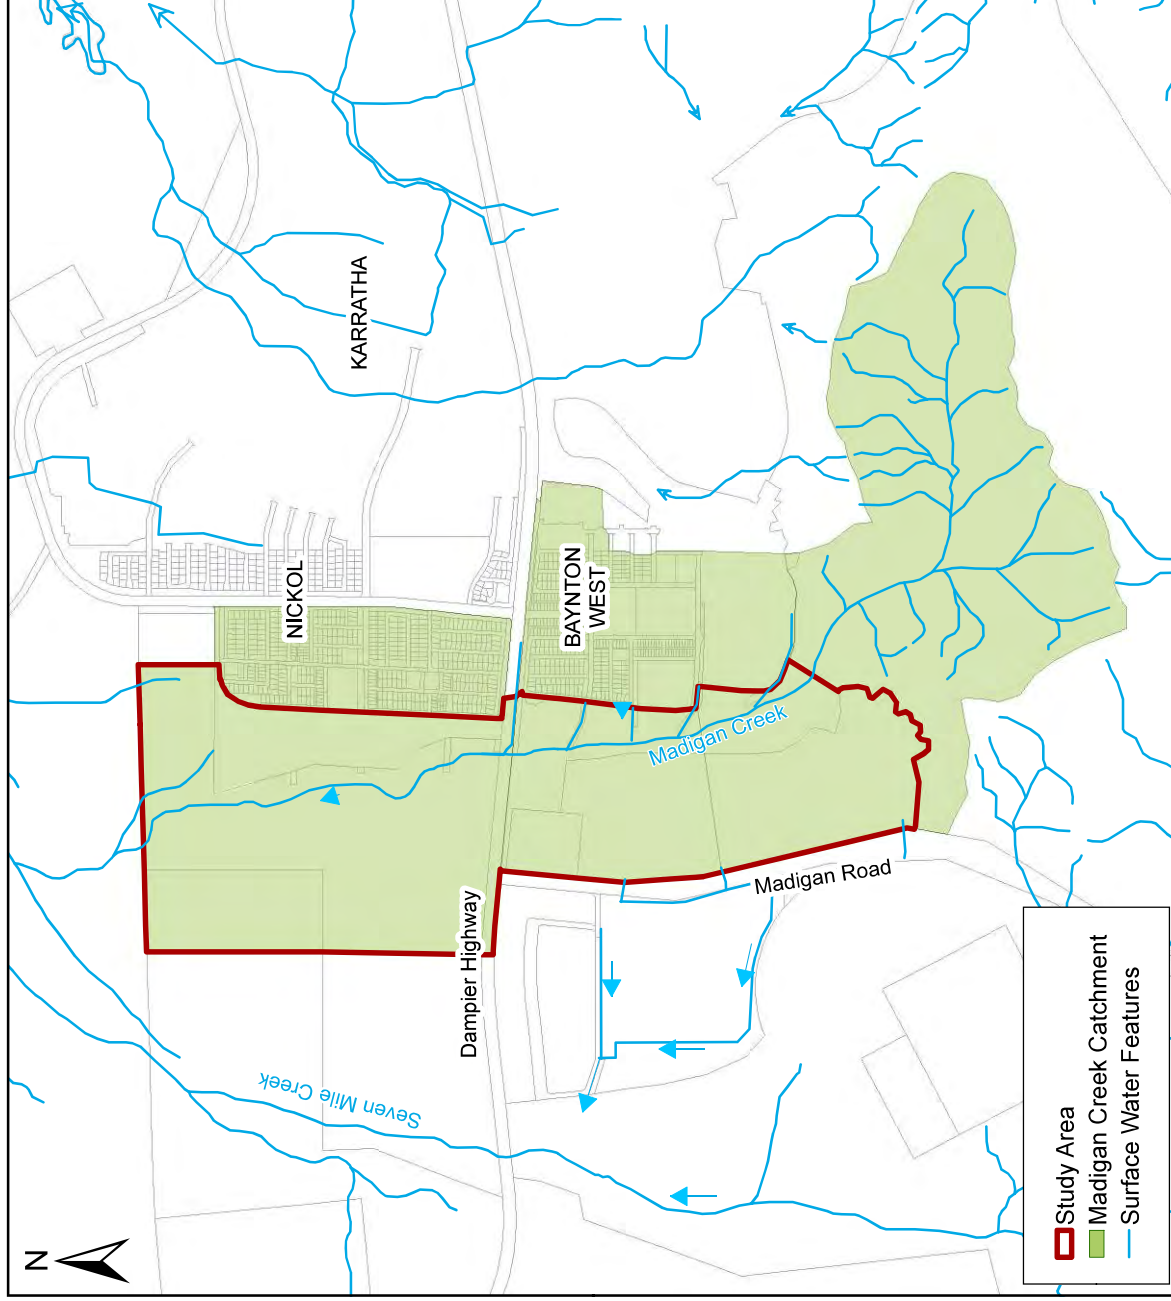 N
KARRATHA
NICKOL
BAYNTON
WEST
Madigan Creek
Madigan Road
Dampier Highway
Seven Mile Creek
Study Area
Madigan Creek Catchment
Surface Water Features